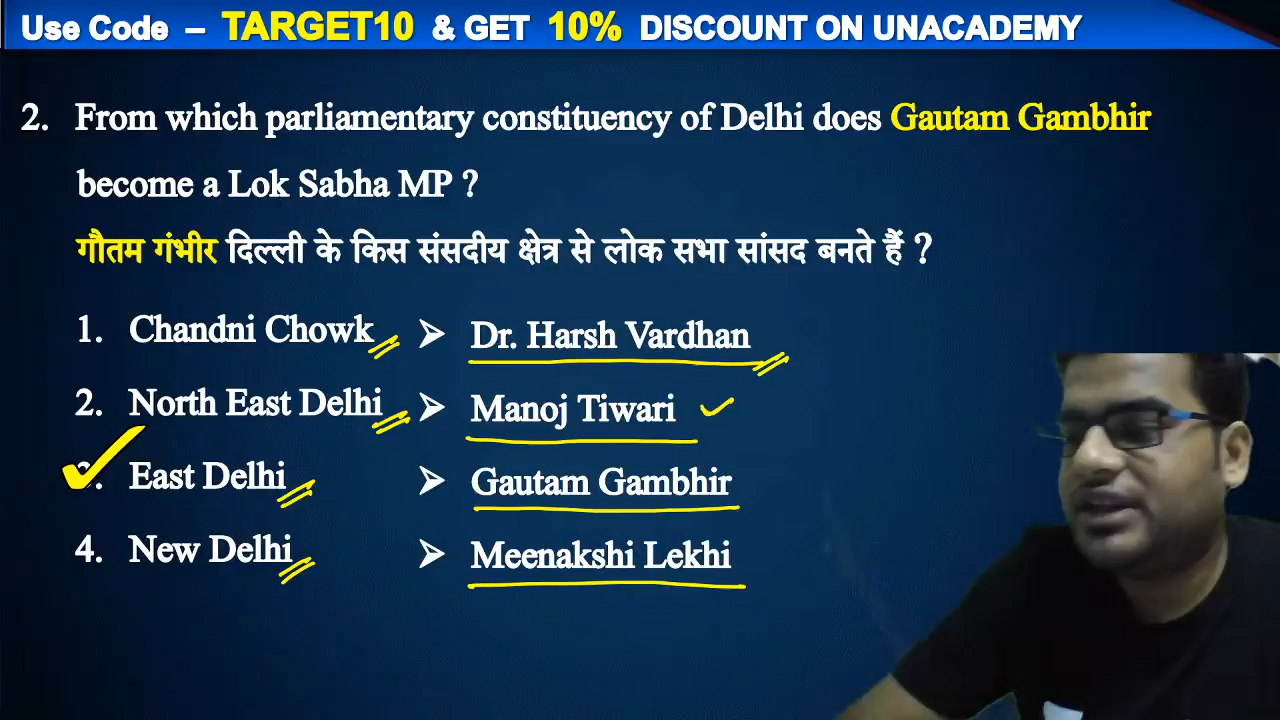 Use Code – TARGET10 & GET 10% DISCOUNT ON UNACADEMY
2. From which parliamentary constituency of Delhi does Gautam Gambhir
become a Lok Sabha MP ?
गौतम गंभीर दिल्ली के किस संसदीय क्षेत्र से लोक सभा सांसद बनते हैं ?
1. Chandni Chowk ➢ Dr. Harsh Vardhan
2. North East Delhi ➢ Manoj Tiwari
3. East Delhi ➢ Gautam Gambhir
4. New Delhi ➢ Meenakshi Lekhi